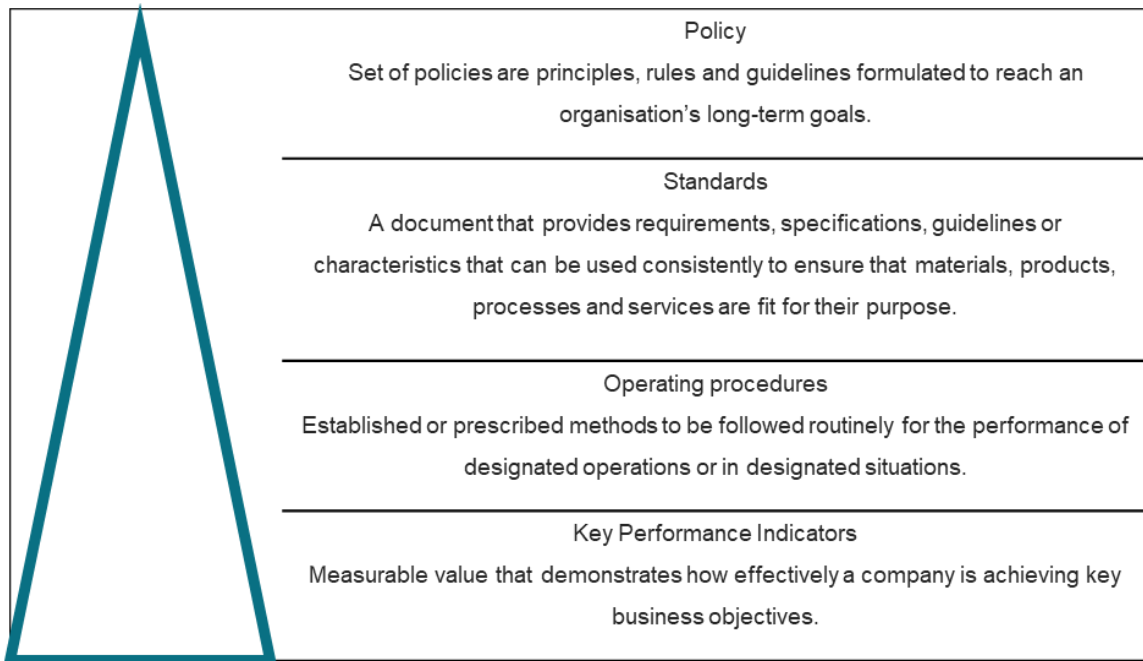 Policy
Set of policies are principles, rules and guidelines formulated to reach an
organisation’s long-term goals.
Standards
A document that provides requirements, specifications, guidelines or
characteristics that can be used consistently to ensure that materials, products,
processes and services are fit for their purpose.
Operating procedures
Established or prescribed methods to be followed routinely for the performance of
designated operations or in designated situations.
Key Performance Indicators
Measurable value that demonstrates how effectively a company is achieving key
business objectives.